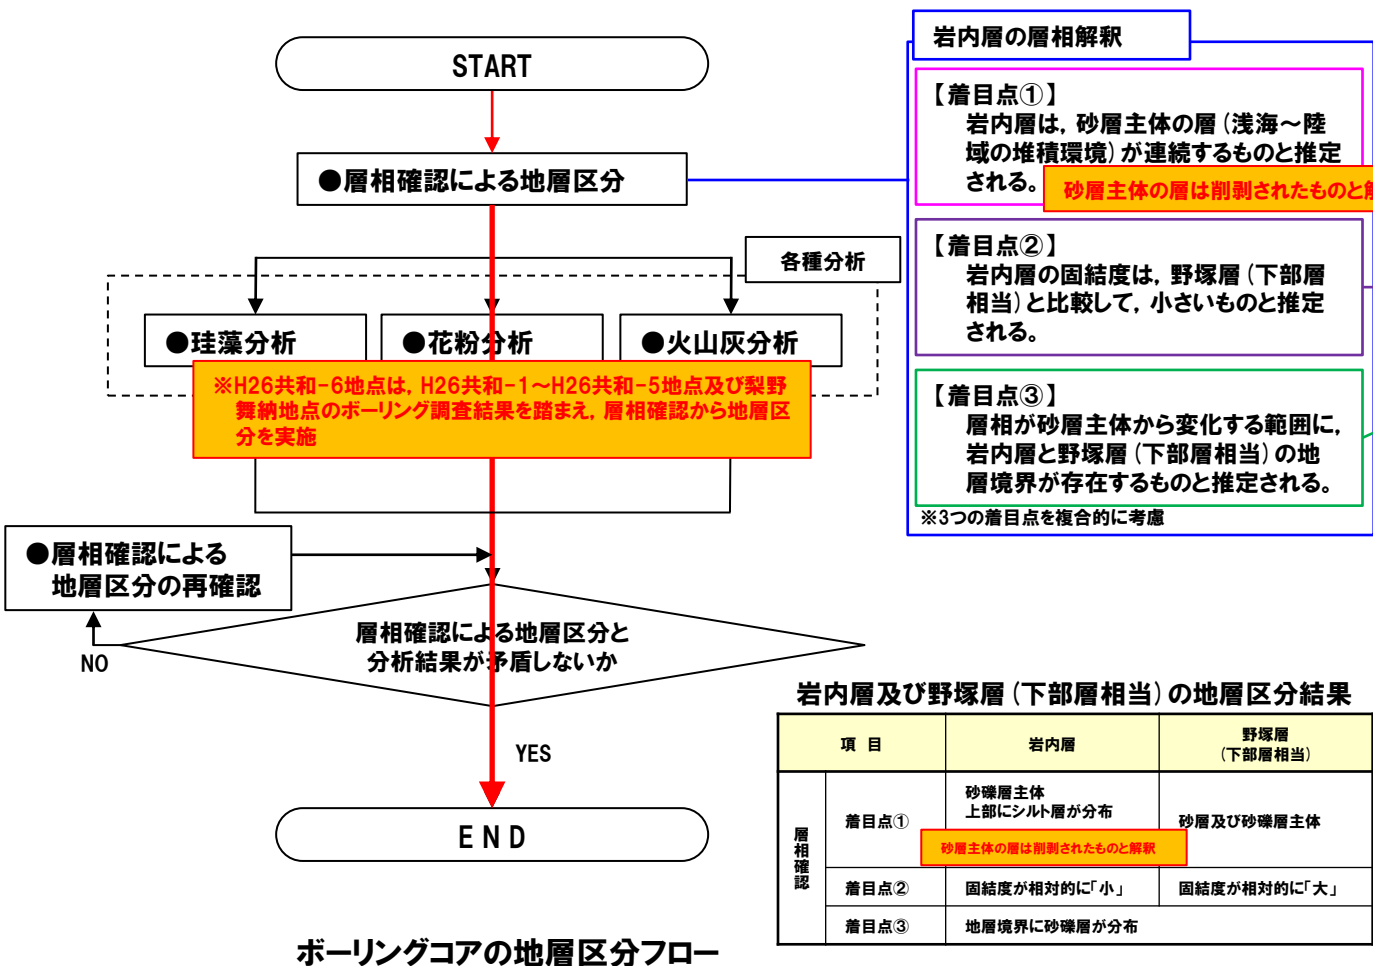 START
●層相確認による地層区分
各種分析
●珪藻分析
●花粉分析
●火山灰分析
※H26共和-6地点は，H26共和-1～H26共和-5地点及び梨野
舞納地点のボーリング調査結果を踏まえ，層相確認から地層区
分を実施
●層相確認による
地層区分の再確認
層相確認による地層区分と
分析結果が矛盾しないか
NO
YES
END
ボーリングコアの地層区分フロー
岩内層の層相解釈
【着目点①】
岩内層は，砂層主体の層（浅海～陸
域の堆積環境）が連続するものと推定
される。
砂層主体の層は削剥されたものと解
【着目点②】
岩内層の固結度は，野塚層（下部層
相当）と比較して，小さいものと推定
される。
【着目点③】
層相が砂層主体から変化する範囲に，
岩内層と野塚層（下部層相当）の地
層境界が存在するものと推定される。
※3つの着目点を複合的に考慮
岩内層及び野塚層（下部層相当）の地層区分結果
項 目
岩内層
野塚層
(下部層相当)
層相確認
着目点①
砂礫層主体
上部にシルト層が分布
砂層主体の層は削剥されたものと解釈
砂層及び砂礫層主体
着目点②
固結度が相対的に「小」
固結度が相対的に「大」
着目点③
地層境界に砂礫層が分布